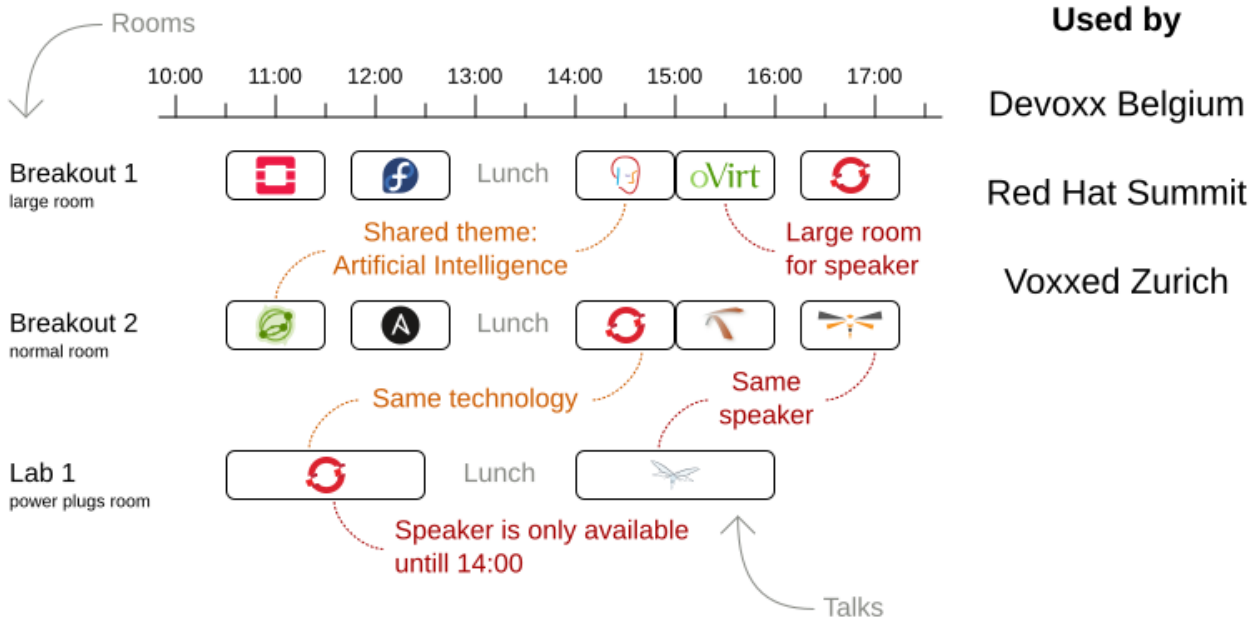 Rooms
Used by
10:00 11:00 12:00 13:00 14:00 15:00 16:00 17:00
Devoxx Belgium
Breakout 1
large room
Lunch
oVirt
Red Hat Summit
Shared theme:
Artificial Intelligence
Large room
for speaker
Voxxed Zurich
Breakout 2
normal room
Lunch
Same technology
Same
speaker
Lab 1
power plugs room
Lunch
Speaker is only available
untill 14:00
Talks